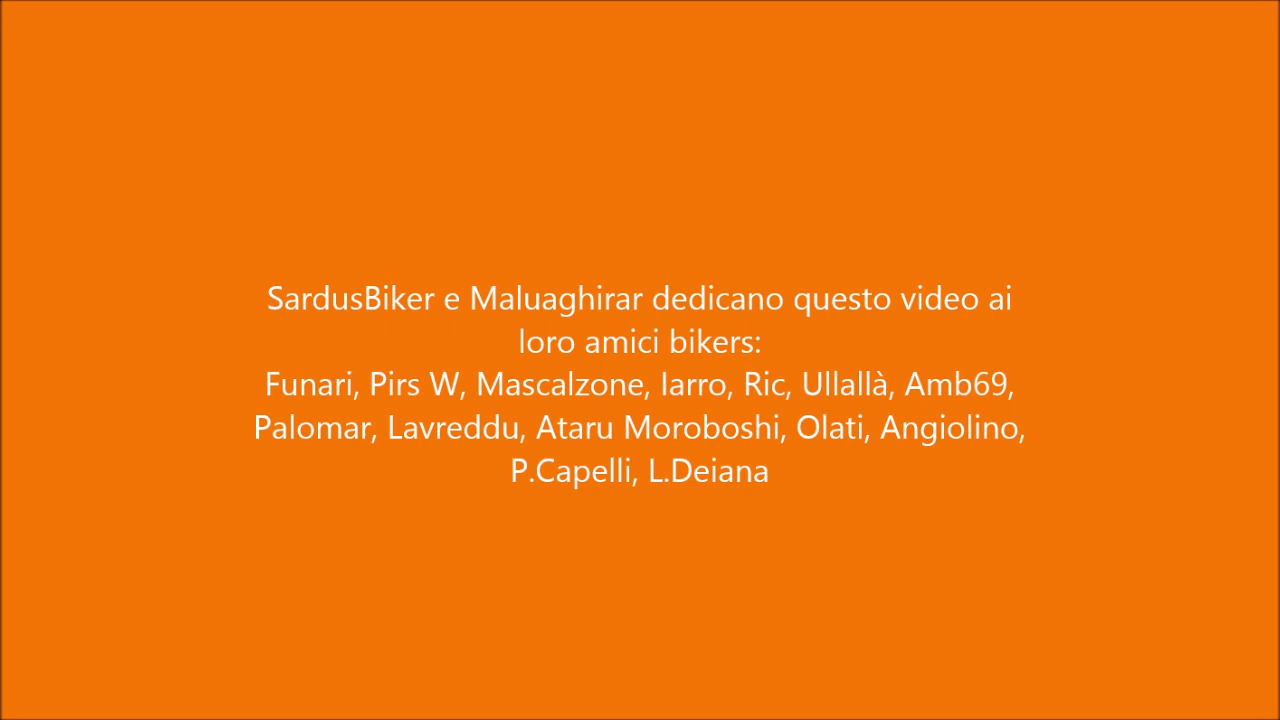 SardusBiker e Maluaghirar dedicano questo video ai
loro amici bikers:
Funari, Pirs W, Mascalzone, Iarro, Ric, Ullallà, Amb69,
Palomar, Lavreddu, Ataru Moroboshi, Olati, Angiolino,
P.Capelli, L.Deiana